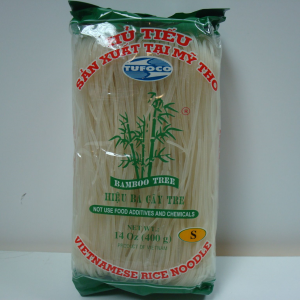 HỦ TIẾU
SẢN XUẤT TẠI MỸ THO
TUFOCO
®
BAMBOO TREE
HIỆU BA CÂY TRE
NOT USE FOOD ADDITIVES AND CHEMICALS
NET WT.
14 Oz (400g)
S
VIETNAMESE RICE NOODLE